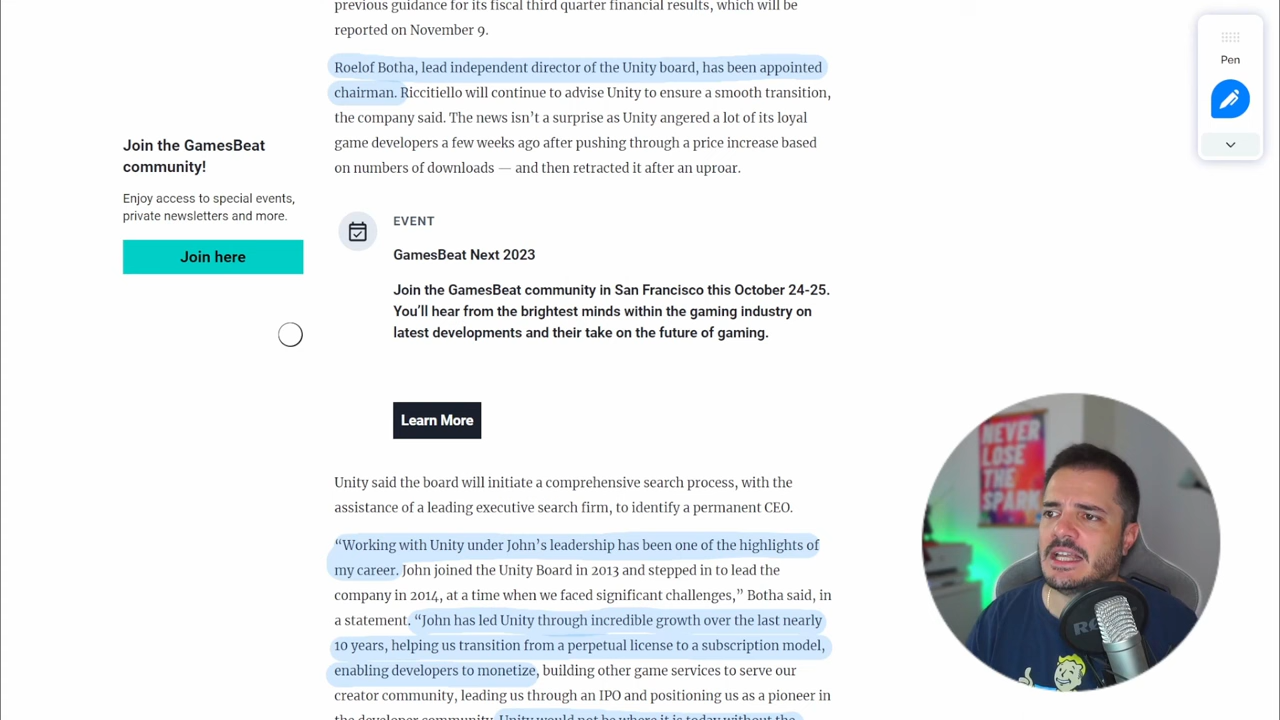 previous guidance for its fiscal third quarter financial results, which will be
reported on November 9.
Roelof Botha, lead independent director of the Unity board, has been appointed
chairman. Riccitiello will continue to advise Unity to ensure a smooth transition,
the company said. The news isn’t a surprise as Unity angered a lot of its loyal
game developers a few weeks ago after pushing through a price increase based
on numbers of downloads — and then retracted it after an uproar.
Join the GamesBeat
community!
Enjoy access to special events,
private newsletters and more.
Join here
EVENT
GamesBeat Next 2023
Join the GamesBeat community in San Francisco this October 24-25.
You’ll hear from the brightest minds within the gaming industry on
latest developments and their take on the future of gaming.
Learn More
Unity said the board will initiate a comprehensive search process, with the
assistance of a leading executive search firm, to identify a permanent CEO.
“Working with Unity under John’s leadership has been one of the highlights of
my career. John joined the Unity Board in 2013 and stepped in to lead the
company in 2014, at a time when we faced significant challenges,” Botha said, in
a statement. “John has led Unity through incredible growth over the last nearly
10 years, helping us transition from a perpetual license to a subscription model,
enabling developers to monetize, building other game services to serve our
creator community, leading us through an IPO and positioning us as a pioneer in
the developer community. Unity would not be where it is today without the
Pen
NEVER
LOSE
THE
SPARK